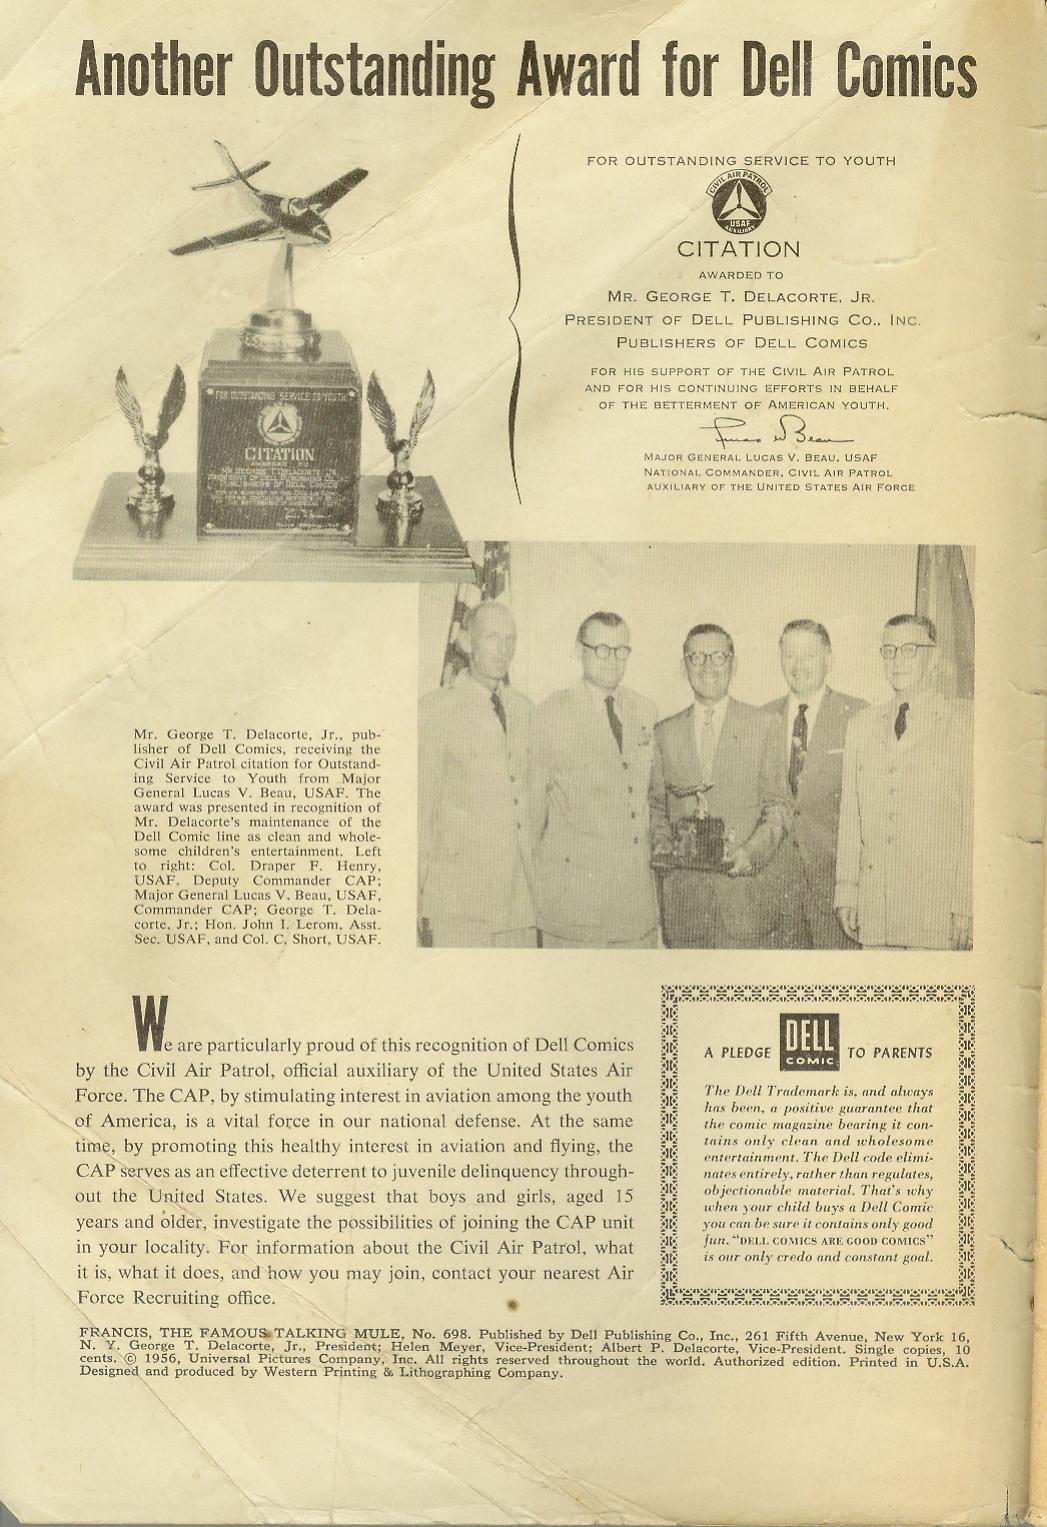 Another Outstanding Award for Dell Comics
FOR OUTSTANDING SERVICE TO YOUTH
CIVIL AIR PATROL
USAF
AUXILIARY
CITATION
AWARDED TO
MR. GEORGE T. DELACORTE, JR.
PRESIDENT OF DELL PUBLISHING CO., INC.
PUBLISHERS OF DELL COMICS
FOR HIS SUPPORT OF THE CIVIL AIR PATROL
AND FOR HIS CONTINUING EFFORTS IN BEHALF
OF THE BETTERMENT OF AMERICAN YOUTH.
Lucas V. Beau
MAJOR GENERAL LUCAS V. BEAU, USAF
NATIONAL COMMANDER, CIVIL AIR PATROL
AUXILIARY OF THE UNITED STATES AIR FORCE
FOR OUTSTANDING SERVICE TO YOUTH
CITATION
AWARDED TO
MR GEORGE T DELACORTE JR
PRESIDENT OF DELL PUBLISHING CO INC
PUBLISHERS OF DELL COMICS
Mr. George T. Delacorte, Jr., pub-
lisher of Dell Comics, receiving the
Civil Air Patrol citation for Outstand-
ing Service to Youth from Major
General Lucas V. Beau, USAF. The
award was presented in recognition of
Mr. Delacorte's maintenance of the
Dell Comic line as clean and whole-
some children's entertainment. Left
to right: Col. Draper F. Henry,
USAF, Deputy Commander CAP;
Major General Lucas V. Beau, USAF,
Commander CAP; George T. Dela-
corte, Jr.; Hon. John I. Lerom, Asst.
Sec. USAF, and Col. C. Short, USAF.
We are particularly proud of this recognition of Dell Comics
by the Civil Air Patrol, official auxiliary of the United States Air
Force. The CAP, by stimulating interest in aviation among the youth
of America, is a vital force in our national defense. At the same
time, by promoting this healthy interest in aviation and flying, the
CAP serves as an effective deterrent to juvenile delinquency through-
out the United States. We suggest that boys and girls, aged 15
years and older, investigate the possibilities of joining the CAP unit
in your locality. For information about the Civil Air Patrol, what
it is, what it does, and how you may join, contact your nearest Air
Force Recruiting office.
A PLEDGE DELL COMIC TO PARENTS
The Dell Trademark is, and always
has been, a positive guarantee that
the comic magazine bearing it con-
tains only clean and wholesome
entertainment. The Dell code elimi-
nates entirely, rather than regulates,
objectionable material. That's why
when your child buys a Dell Comic
you can be sure it contains only good
fun. "DELL COMICS ARE GOOD COMICS"
is our only credo and constant goal.
FRANCIS, THE FAMOUS TALKING MULE, No. 698. Published by Dell Publishing Co., Inc., 261 Fifth Avenue, New York 16,
N. Y. George T. Delacorte, Jr., President; Helen Meyer, Vice-President; Albert P. Delacorte, Vice-President. Single copies, 10
cents. © 1956, Universal Pictures Company, Inc. All rights reserved throughout the world. Authorized edition. Printed in U.S.A.
Designed and produced by Western Printing & Lithographing Company.